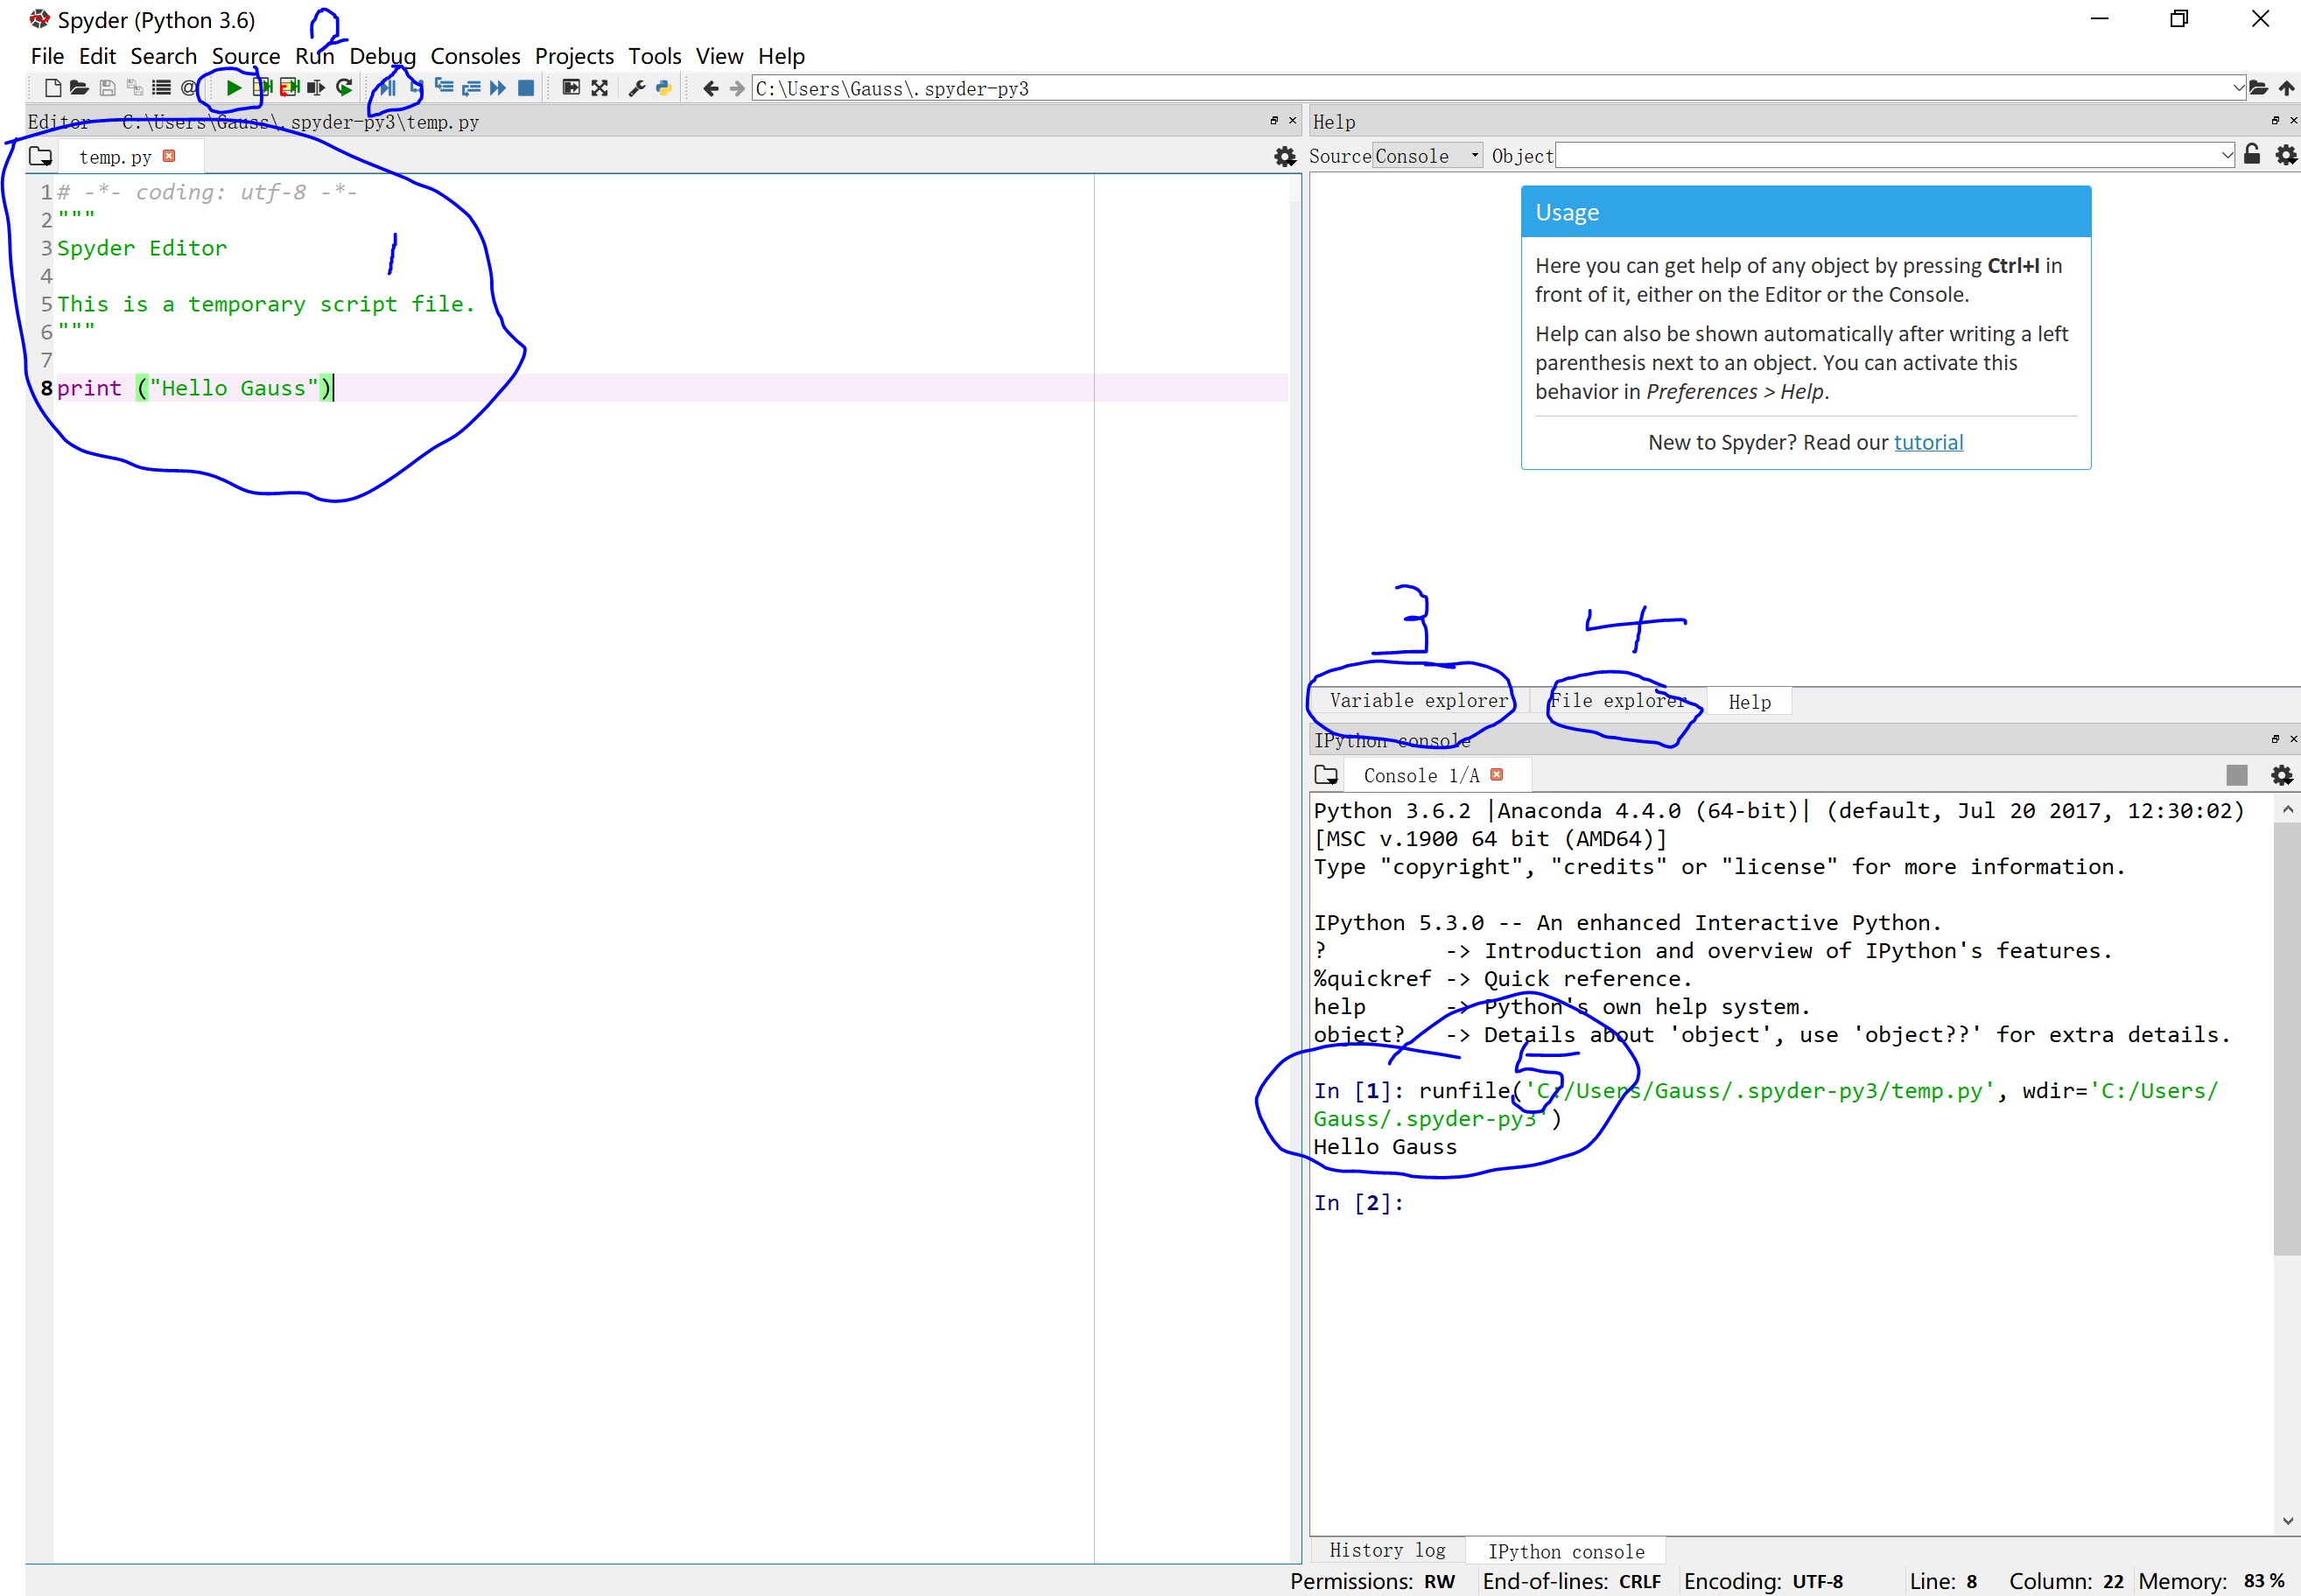 Spyder (Python 3.6)
2
File Edit Search Source Run Debug Consoles Projects Tools View Help
C:\Users\Gauss\.spyder-py3
Editor - C:\Users\Gauss\.spyder-py3\temp.py
temp.py
1 # -*- coding: utf-8 -*-
2 """
3 Spyder Editor
4
5 This is a temporary script file.
6 """
7
8 print ("Hello Gauss")
1
Help
Source Console Object
Usage
Here you can get help of any object by pressing Ctrl+I in
front of it, either on the Editor or the Console.
Help can also be shown automatically after writing a left
parenthesis next to an object. You can activate this
behavior in Preferences > Help.
New to Spyder? Read our tutorial
3 4
Variable explorer File explorer Help
IPython console
Console 1/A
Python 3.6.2 |Anaconda 4.4.0 (64-bit)| (default, Jul 20 2017, 12:30:02)
[MSC v.1900 64 bit (AMD64)]
Type "copyright", "credits" or "license" for more information.
IPython 5.3.0 -- An enhanced Interactive Python.
? -> Introduction and overview of IPython's features.
%quickref -> Quick reference.
help -> Python's own help system.
object? -> Details about 'object', use 'object??' for extra details.
5
In [1]: runfile('C:/Users/Gauss/.spyder-py3/temp.py', wdir='C:/Users/
Gauss/.spyder-py3')
Hello Gauss
In [2]:
History log IPython console
Permissions: RW End-of-lines: CRLF Encoding: UTF-8 Line: 8 Column: 22 Memory: 83 %